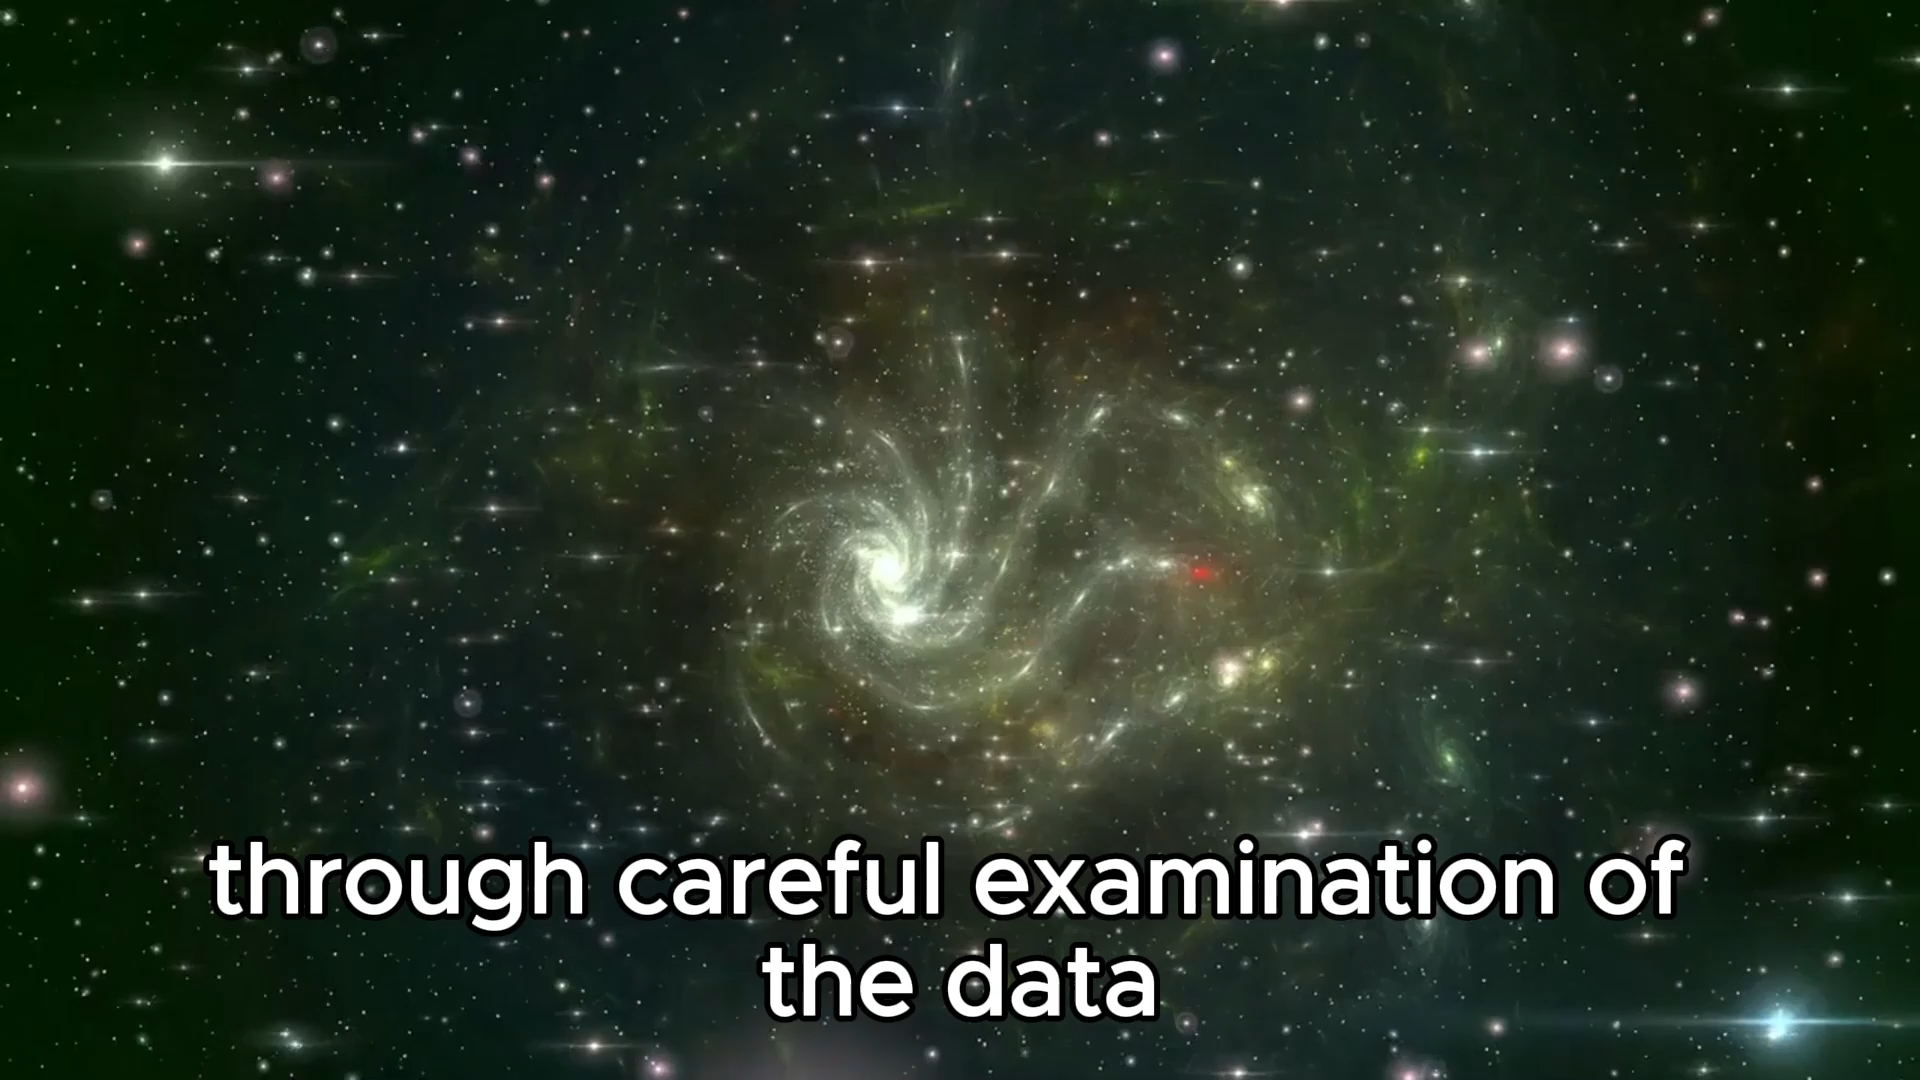 through careful examination of
the data